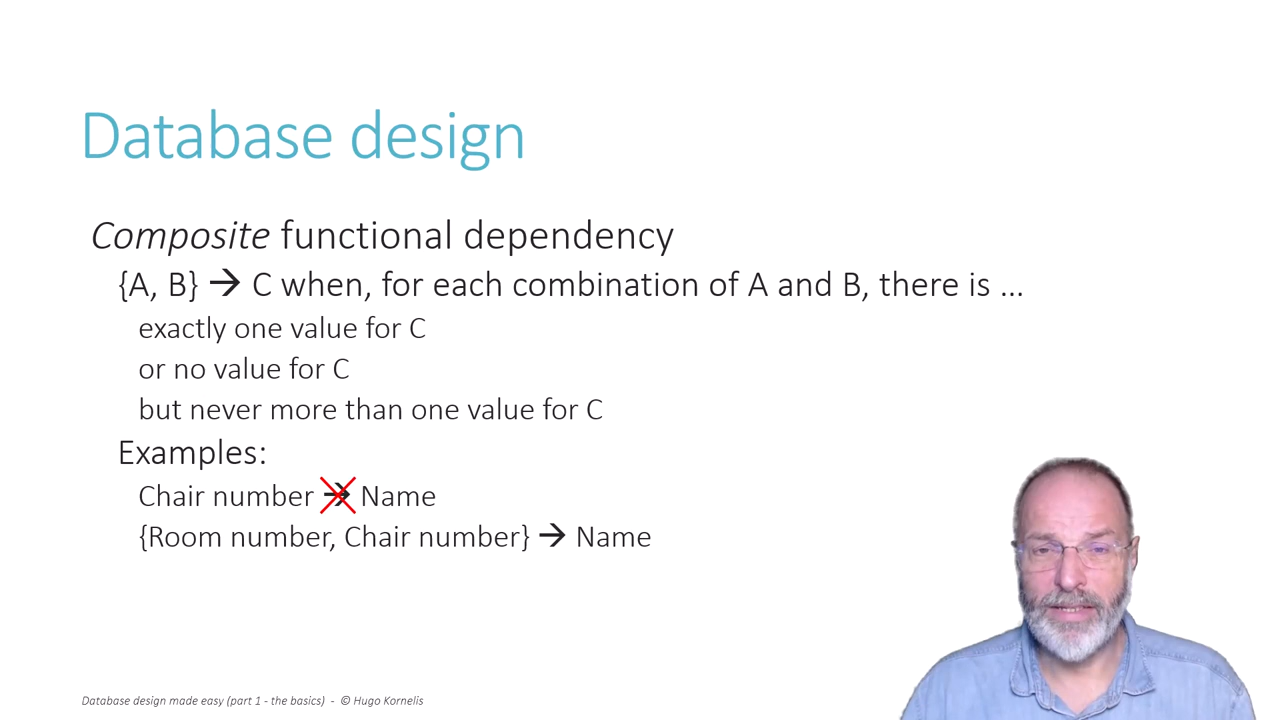 Database design
Composite functional dependency
{A, B} → C when, for each combination of A and B, there is …
exactly one value for C
or no value for C
but never more than one value for C
Examples:
Chair number → Name
{Room number, Chair number} → Name
Database design made easy (part 1 - the basics) - © Hugo Kornelis